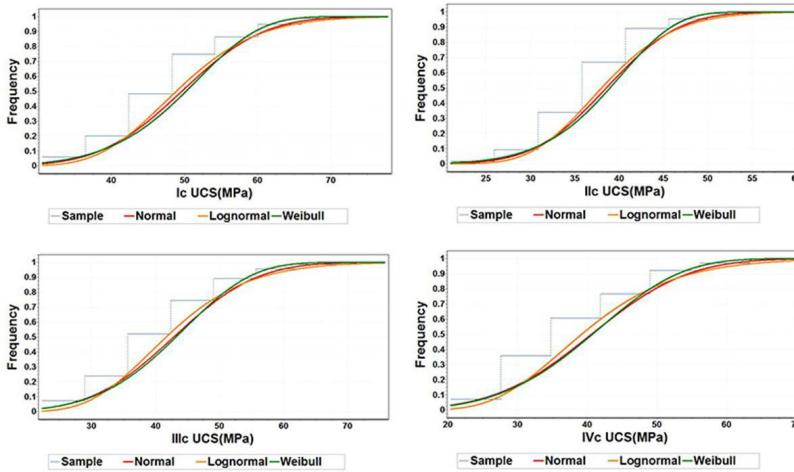 Frequency
1
0.9
0.8
0.7
0.6
0.5
0.4
0.3
0.2
0.1
0
40 50 60 70
Ic UCS(MPa)
Sample Normal Lognormal Weibull
Frequency
1
0.9
0.8
0.7
0.6
0.5
0.4
0.3
0.2
0.1
0
25 30 35 40 45 50 55 60
IIc UCS(MPa)
Sample Normal Lognormal Weibull
Frequency
1
0.9
0.8
0.7
0.6
0.5
0.4
0.3
0.2
0.1
0
30 40 50 60 70
IIIc UCS(MPa)
Sample Normal Lognormal Weibull
Frequency
1
0.9
0.8
0.7
0.6
0.5
0.4
0.3
0.2
0.1
0
20 30 40 50 60 70
IVc UCS(MPa)
Sample Normal Lognormal Weibull